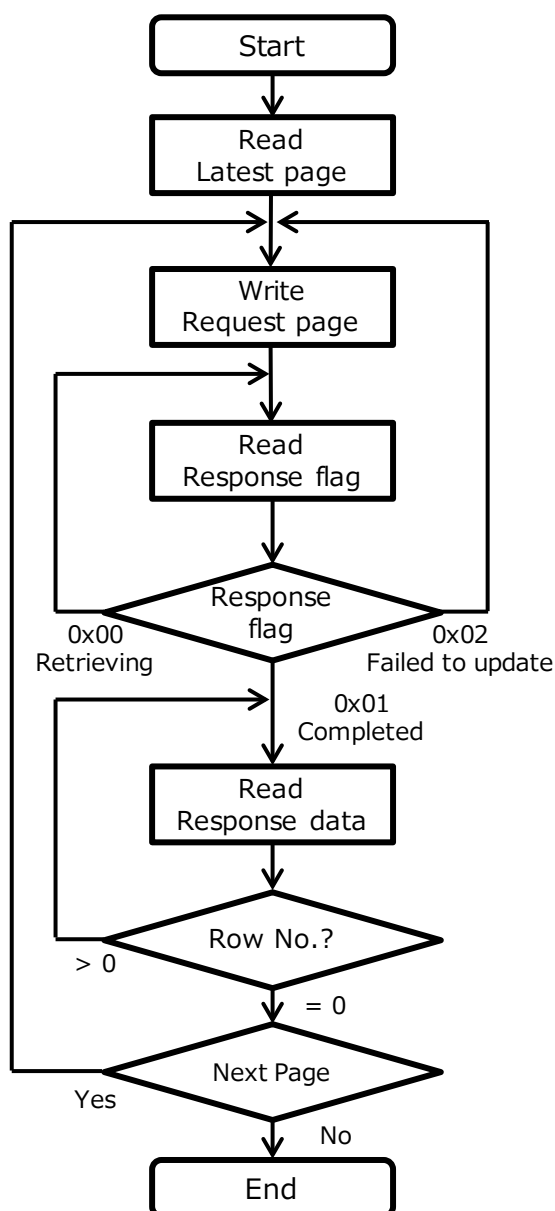 Start
Read
Latest page
Write
Request page
Read
Response flag
Response
flag
0x00
Retrieving
0x02
Failed to update
0x01
Completed
Read
Response data
Row No.?
> 0
= 0
Next Page
Yes
No
End